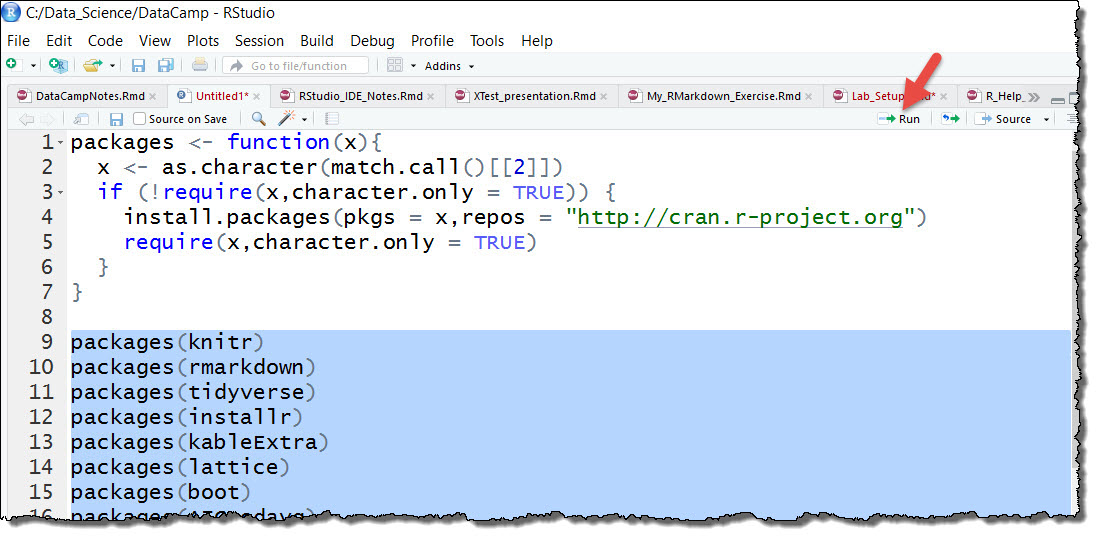 C:/Data_Science/DataCamp - RStudio
File Edit Code View Plots Session Build Debug Profile Tools Help
Go to file/function Addins
DataCampNotes.Rmd Untitled1* RStudio_IDE_Notes.Rmd XTest_presentation.Rmd My_RMarkdown_Exercise.Rmd R_Help_
Source on Save Run Source
1 packages <- function(x){
2 x <- as.character(match.call()[[2]])
3 if (!require(x,character.only = TRUE)) {
4 install.packages(pkgs = x,repos = "http://cran.r-project.org")
5 require(x,character.only = TRUE)
6 }
7 }
8
9 packages(knitr)
10 packages(rmarkdown)
11 packages(tidyverse)
12 packages(installr)
13 packages(kableExtra)
14 packages(lattice)
15 packages(boot)